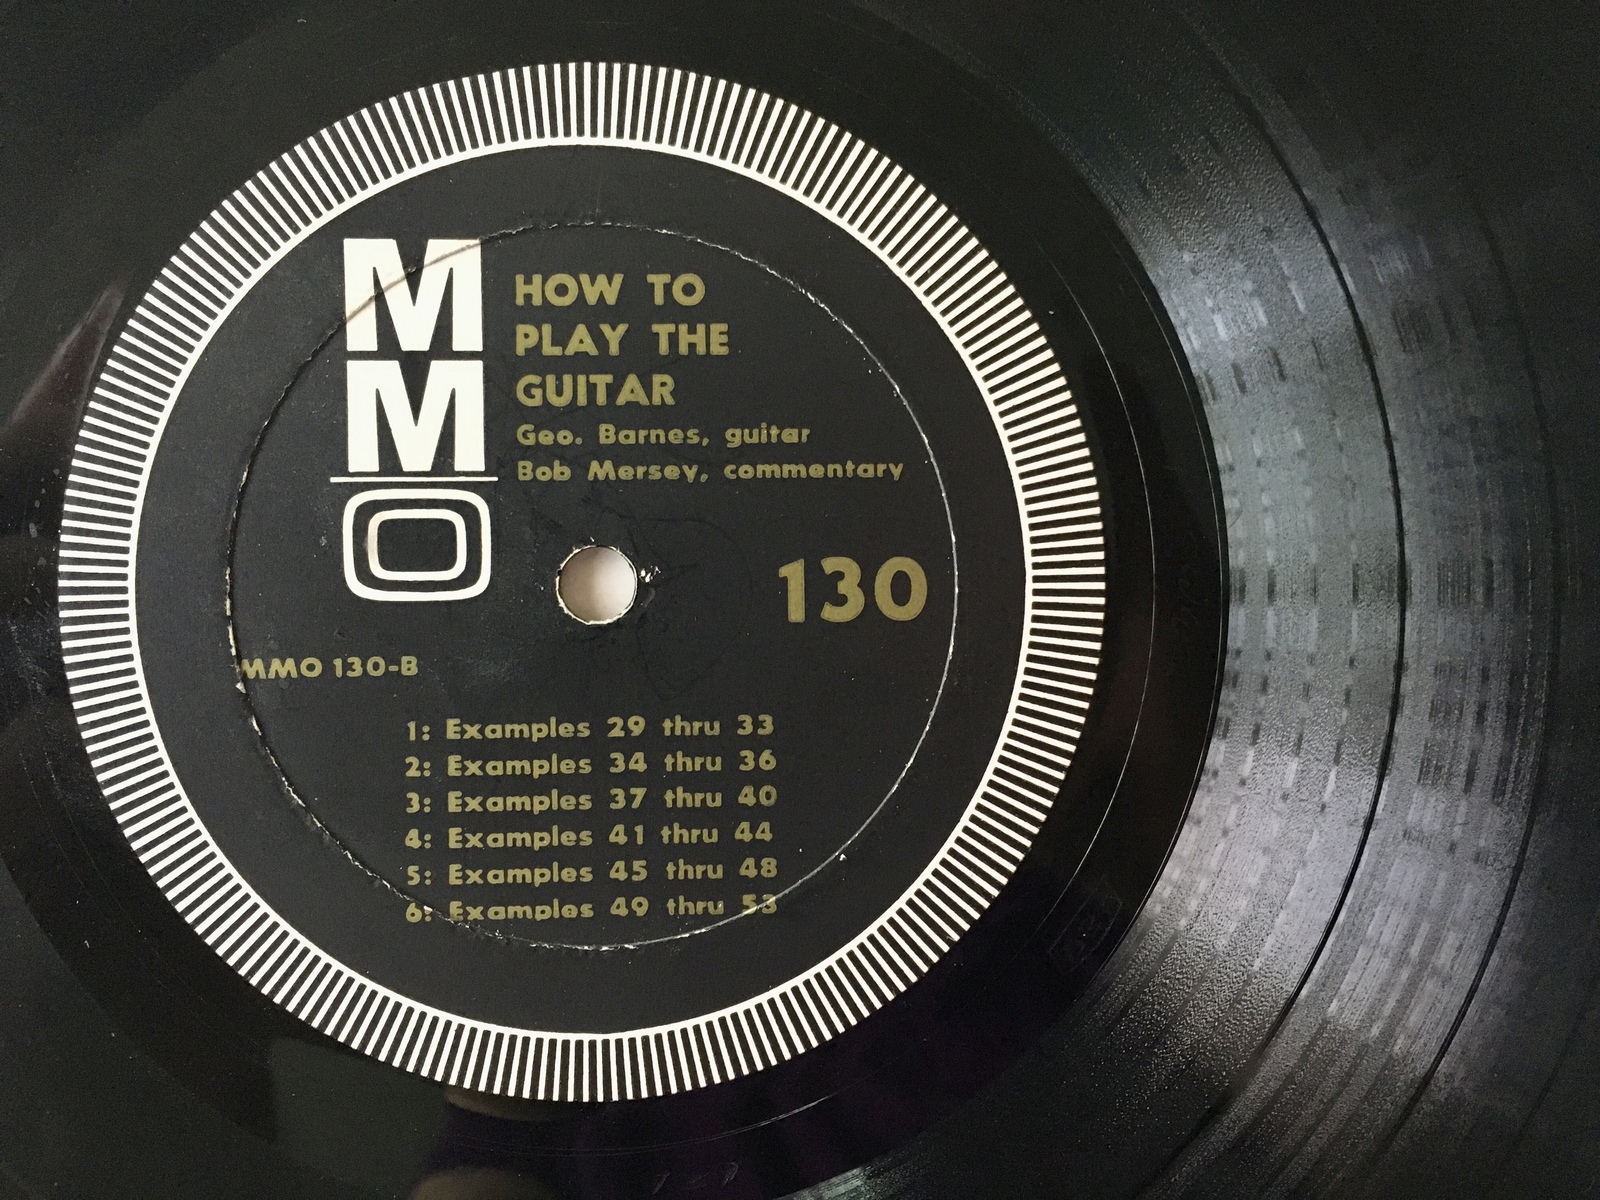 MMO
HOW TO
PLAY THE
GUITAR
Geo. Barnes, guitar
Bob Mersey, commentary
130
MMO 130-B
1: Examples 29 thru 33
2: Examples 34 thru 36
3: Examples 37 thru 40
4: Examples 41 thru 44
5: Examples 45 thru 48
6: Examples 49 thru 53